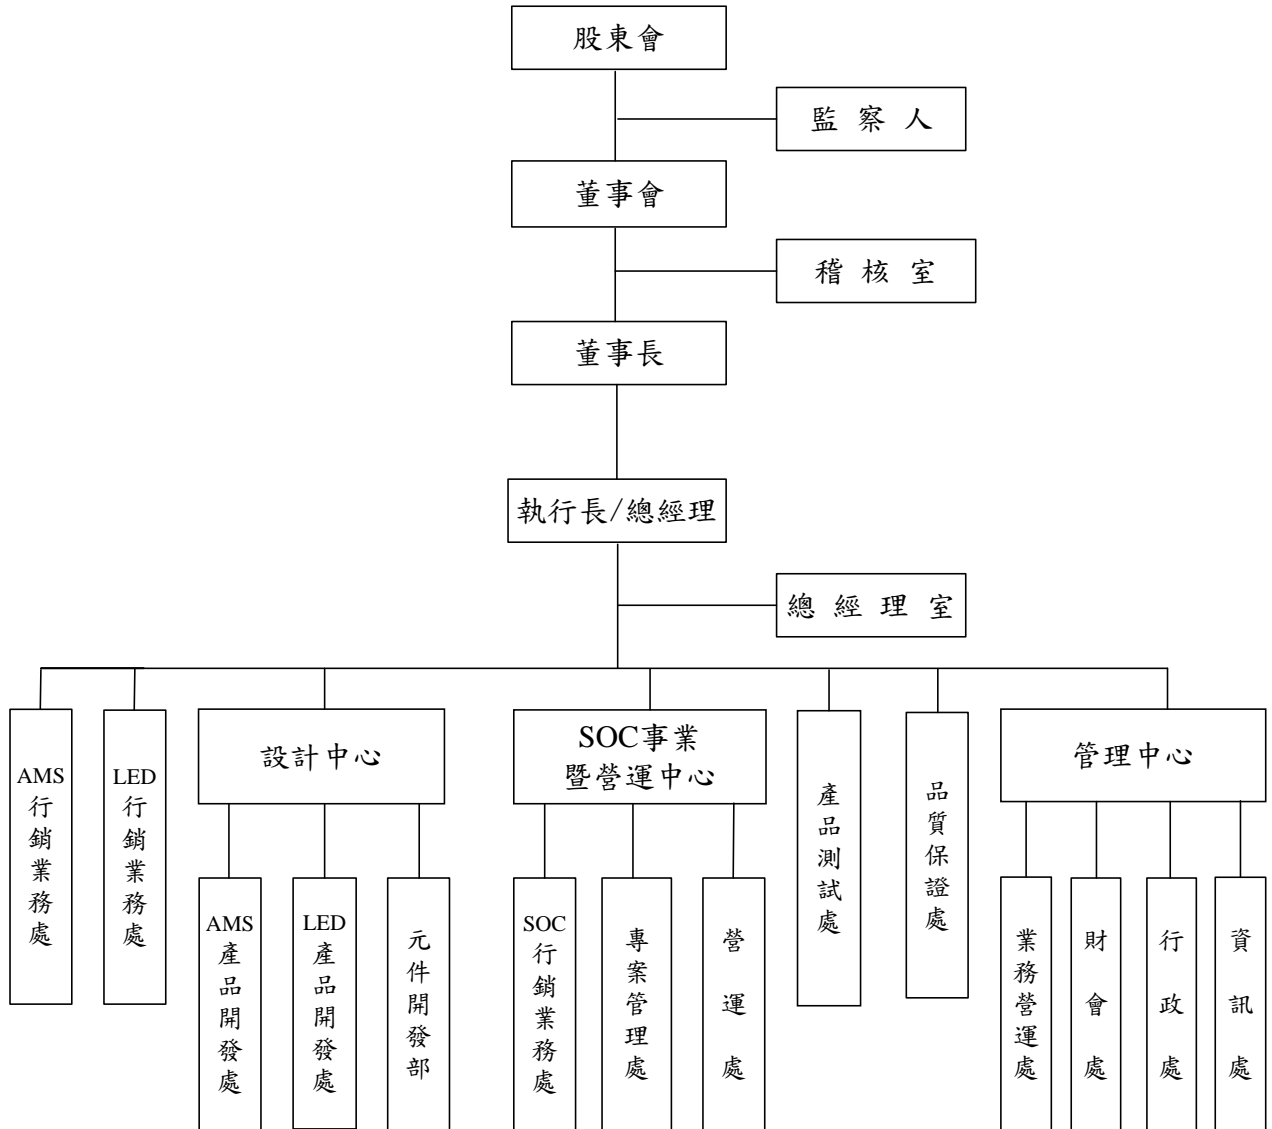 股東會
監察人
董事會
稽核室
董事長
執行長/總經理
總經理室
AMS行銷業務處
LED行銷業務處
設計中心
SOC事業
暨營運中心
產品測試處
品質保證處
管理中心
AMS產品開發處
LED產品開發處
元件開發部
SOC行銷業務處
專案管理處
營運處
業務營運處
財會處
行政處
資訊處